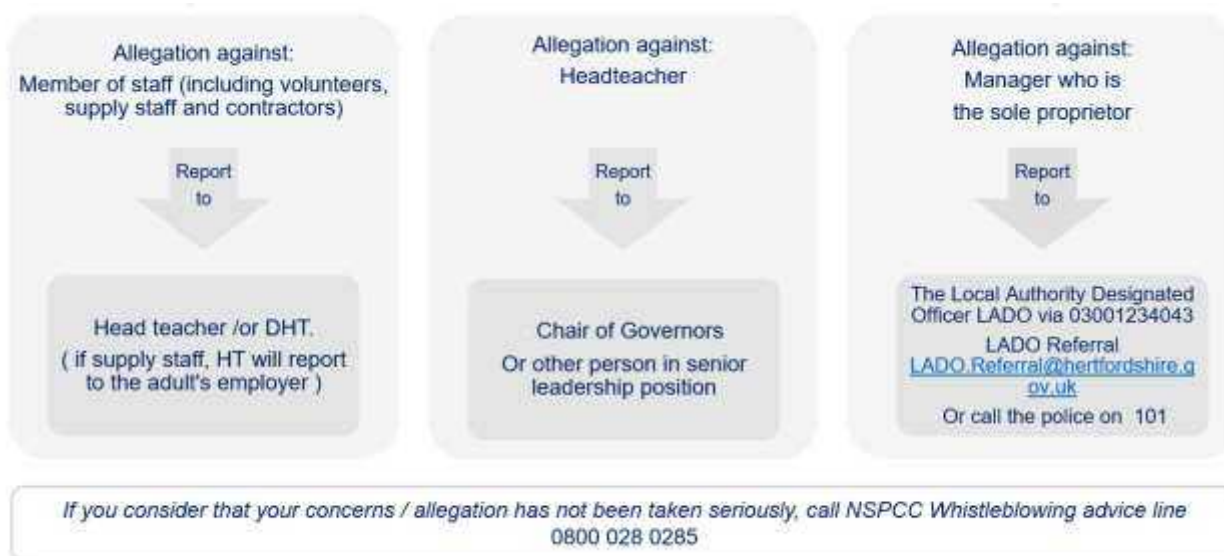 Allegation against:
Member of staff (including volunteers,
supply staff and contractors)
Report
to
Head teacher /or DHT.
( if supply staff, HT will report
to the adult's employer )
Allegation against:
Headteacher
Report
to
Chair of Governors
Or other person in senior
leadership position
Allegation against:
Manager who is
the sole proprietor
Report
to
The Local Authority Designated
Officer LADO via 03001234043
LADO Referral
LADO.Referral@hertfordshire.g
ov.uk
Or call the police on 101
If you consider that your concerns / allegation has not been taken seriously, call NSPCC Whistleblowing advice line
0800 028 0285